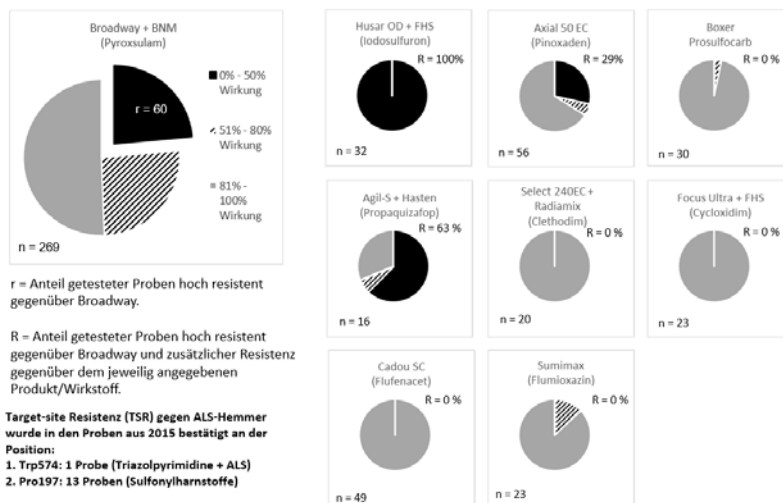 Broadway + BNM
(Pyroxsulam)
r = 60
0% - 50%
Wirkung
51% - 80%
Wirkung
81% -
100%
Wirkung
n = 269
r = Anteil getesteter Proben hoch resistent
gegenüber Broadway.
R = Anteil getesteter Proben hoch resistent
gegenüber Broadway und zusätzlicher Resistenz
gegenüber dem jeweilig angegebenen
Produkt/Wirkstoff.
Target-site Resistenz (TSR) gegen ALS-Hemmer
wurde in den Proben aus 2015 bestätigt an der
Position:
1. Trp574: 1 Probe (Triazolpyrimidine + ALS)
2. Pro197: 13 Proben (Sulfonylharnstoffe)
Husar OD + FHS
(Iodosulfuron)
R = 100%
n = 32
Axial 50 EC
(Pinoxaden)
R = 29%
n = 56
Boxer
Prosulfocarb
R = 0 %
n = 30
Agil-S + Hasten
(Propaquizafop)
R = 63 %
n = 16
Select 240EC +
Radiamix
(Clethodim)
R = 0 %
n = 20
Focus Ultra + FHS
(Cycloxidim)
R = 0 %
n = 23
Cadou SC
(Flufenacet)
R = 0 %
n = 49
Sumimax
(Flumioxazin)
R = 0 %
n = 23